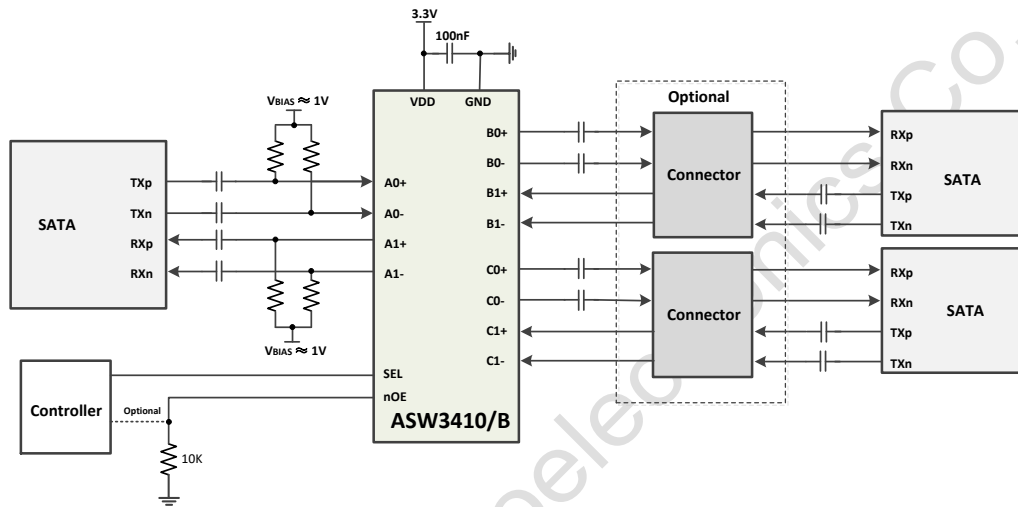 3.3V
100nF
VBIAS ≈ 1V
VDD
GND
Optional
SATA
TXp
TXn
RXp
RXn
A0+
A0-
A1+
A1-
B0+
B0-
B1+
B1-
C0+
C0-
C1+
C1-
Connector
Connector
RXp
RXn
TXp
TXn
SATA
RXp
RXn
TXp
TXn
SATA
VBIAS ≈ 1V
SEL
nOE
ASW3410/B
Controller
Optional
10K
oelectronics Co.,